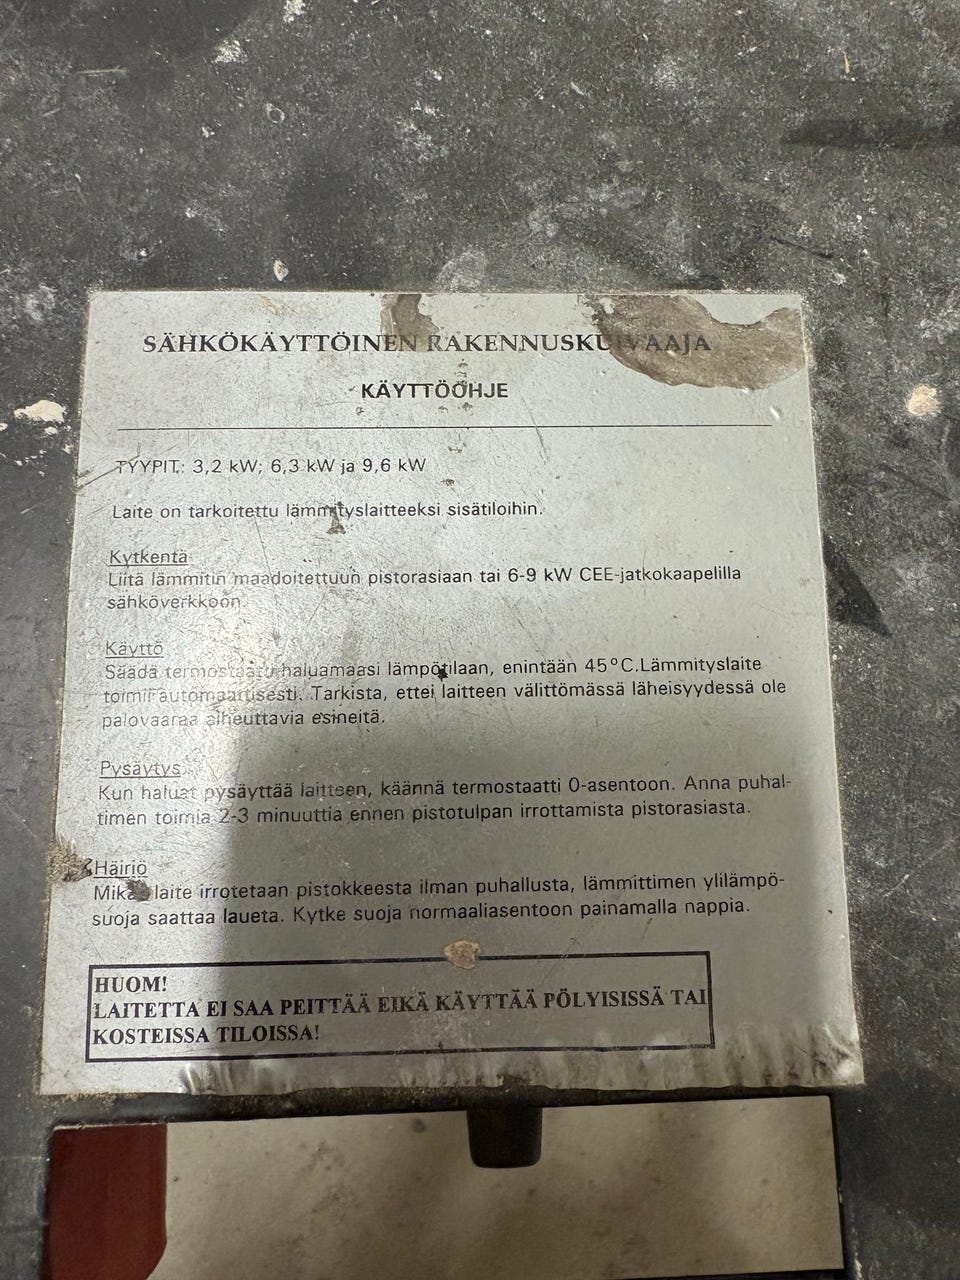 SÄHKÖKÄYTTÖINEN RAKENNUSKUIVAAJA
KÄYTTÖOHJE
TYYPIT: 3,2 kW; 6,3 kW ja 9,6 kW
Laite on tarkoitettu lämmityslaitteeksi sisätiloihin.
Kytkentä
Liitä lämmitin maadoitettuun pistorasiaan tai 6-9 kW CEE-jatkokaapelilla
sähköverkkoon.
Käyttö
Säädä termostaatti haluamaasi lämpötilaan, enintään 45°C.Lämmityslaite
toimii automaattisesti. Tarkista, ettei laitteen välittömässä läheisyydessä ole
palovaaraa aiheuttavia esineitä.
Pysäytys
Kun haluat pysäyttää laitteen, käännä termostaatti 0-asentoon. Anna puhal-
timen toimia 2-3 minuuttia ennen pistotulpan irrottamista pistorasiasta.
Häiriö
Mikäli laite irrotetaan pistokkeesta ilman puhallusta, lämmittimen ylilämpö-
suoja saattaa laueta. Kytke suoja normaaliasentoon painamalla nappia.
HUOM!
LAITETTA EI SAA PEITTÄÄ EIKÄ KÄYTTÄÄ PÖLYISISSÄ TAI
KOSTEISSA TILOISSA!